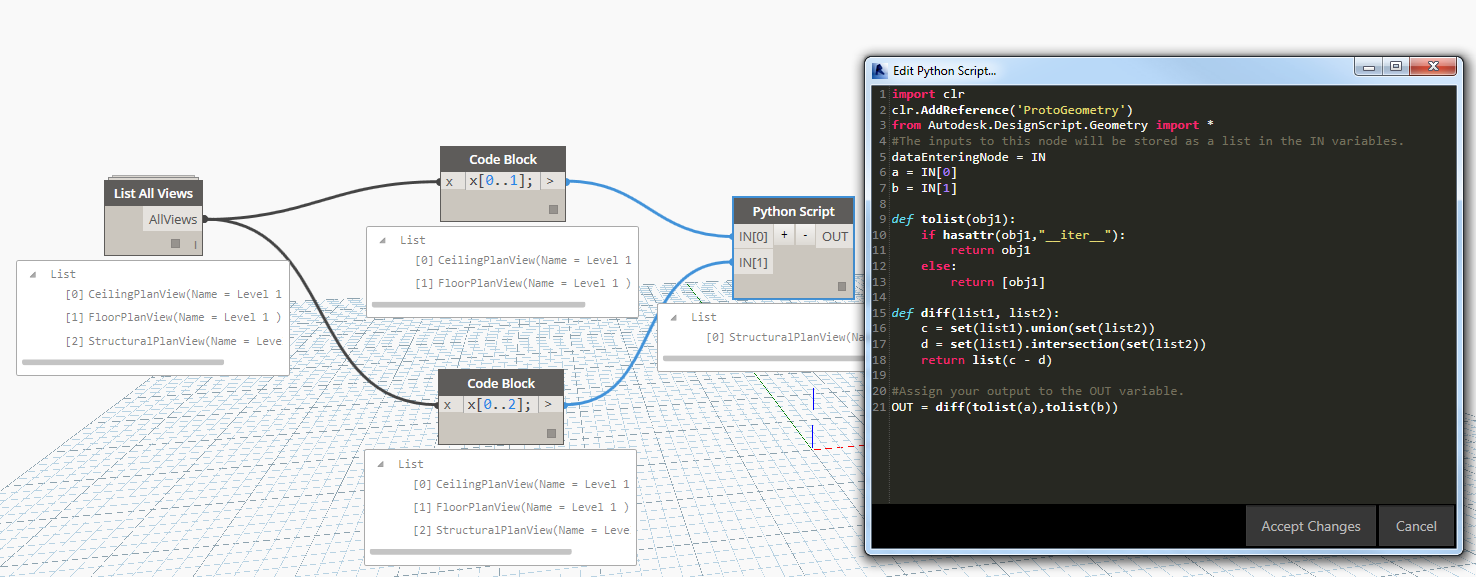 List All Views
AllViews >
l
List
[0] CeilingPlanView(Name = Level 1
[1] FloorPlanView(Name = Level 1 )
[2] StructuralPlanView(Name = Leve
Code Block
x x[0..1]; >
List
[0] CeilingPlanView(Name = Level 1
[1] FloorPlanView(Name = Level 1 )
Code Block
x x[0..2]; >
List
[0] CeilingPlanView(Name = Level 1
[1] FloorPlanView(Name = Level 1 )
[2] StructuralPlanView(Name = Leve
Python Script
IN[0] + - OUT
IN[1]
List
[0] StructuralPlanView(Na
Edit Python Script...
1 import clr
2 clr.AddReference('ProtoGeometry')
3 from Autodesk.DesignScript.Geometry import *
4 #The inputs to this node will be stored as a list in the IN variables.
5 dataEnteringNode = IN
6 a = IN[0]
7 b = IN[1]
8
9 def tolist(obj1):
10 if hasattr(obj1,"__iter__"):
11 return obj1
12 else:
13 return [obj1]
14
15 def diff(list1, list2):
16 c = set(list1).union(set(list2))
17 d = set(list1).intersection(set(list2))
18 return list(c - d)
19
20 #Assign your output to the OUT variable.
21 OUT = diff(tolist(a),tolist(b))
Accept Changes
Cancel